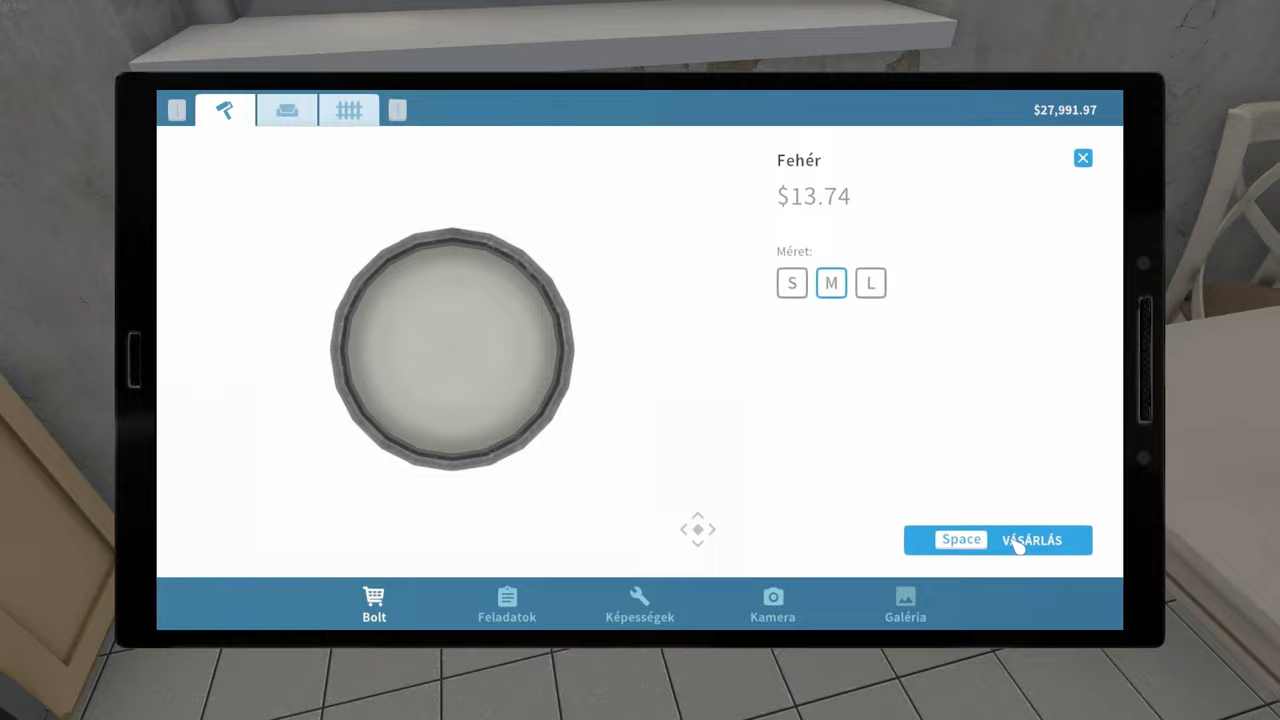 $27,991.97
Fehér
$13.74
Méret:
S M L
Space VÁSÁRLÁS
Bolt Feladatok Képességek Kamera Galéria